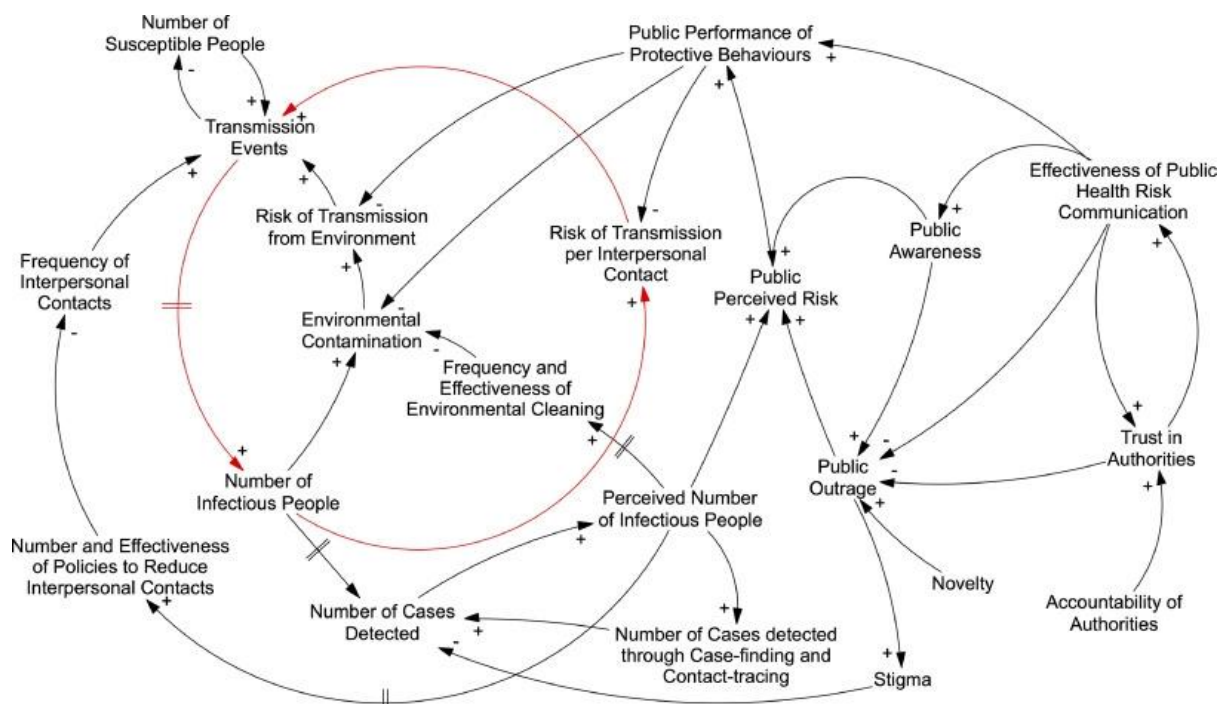 Number of
Susceptible People
Public Performance of
Protective Behaviours
-
+
+
+
+
Transmission
Events
+
+
Effectiveness of Public
Health Risk
Communication
Risk of Transmission
from Environment
-
-
+
+
Risk of Transmission
per Interpersonal
Contact
Public
Awareness
Frequency of
Interpersonal
Contacts
+
+
Public
Perceived Risk
+
-
Environmental
Contamination
-
+
+
-
+
-
Frequency and
Effectiveness of
Environmental Cleaning
+
+
+
+
-
Trust in
Authorities
Number of
Infectious People
Public
Outrage
-
+
+
Perceived Number
of Infectious People
Number and Effectiveness
of Policies to Reduce
Interpersonal Contacts
+
Novelty
+
Number of Cases
Detected
+
+
-
Number of Cases detected
through Case-finding and
Contact-tracing
Accountability of
Authorities
+
Stigma